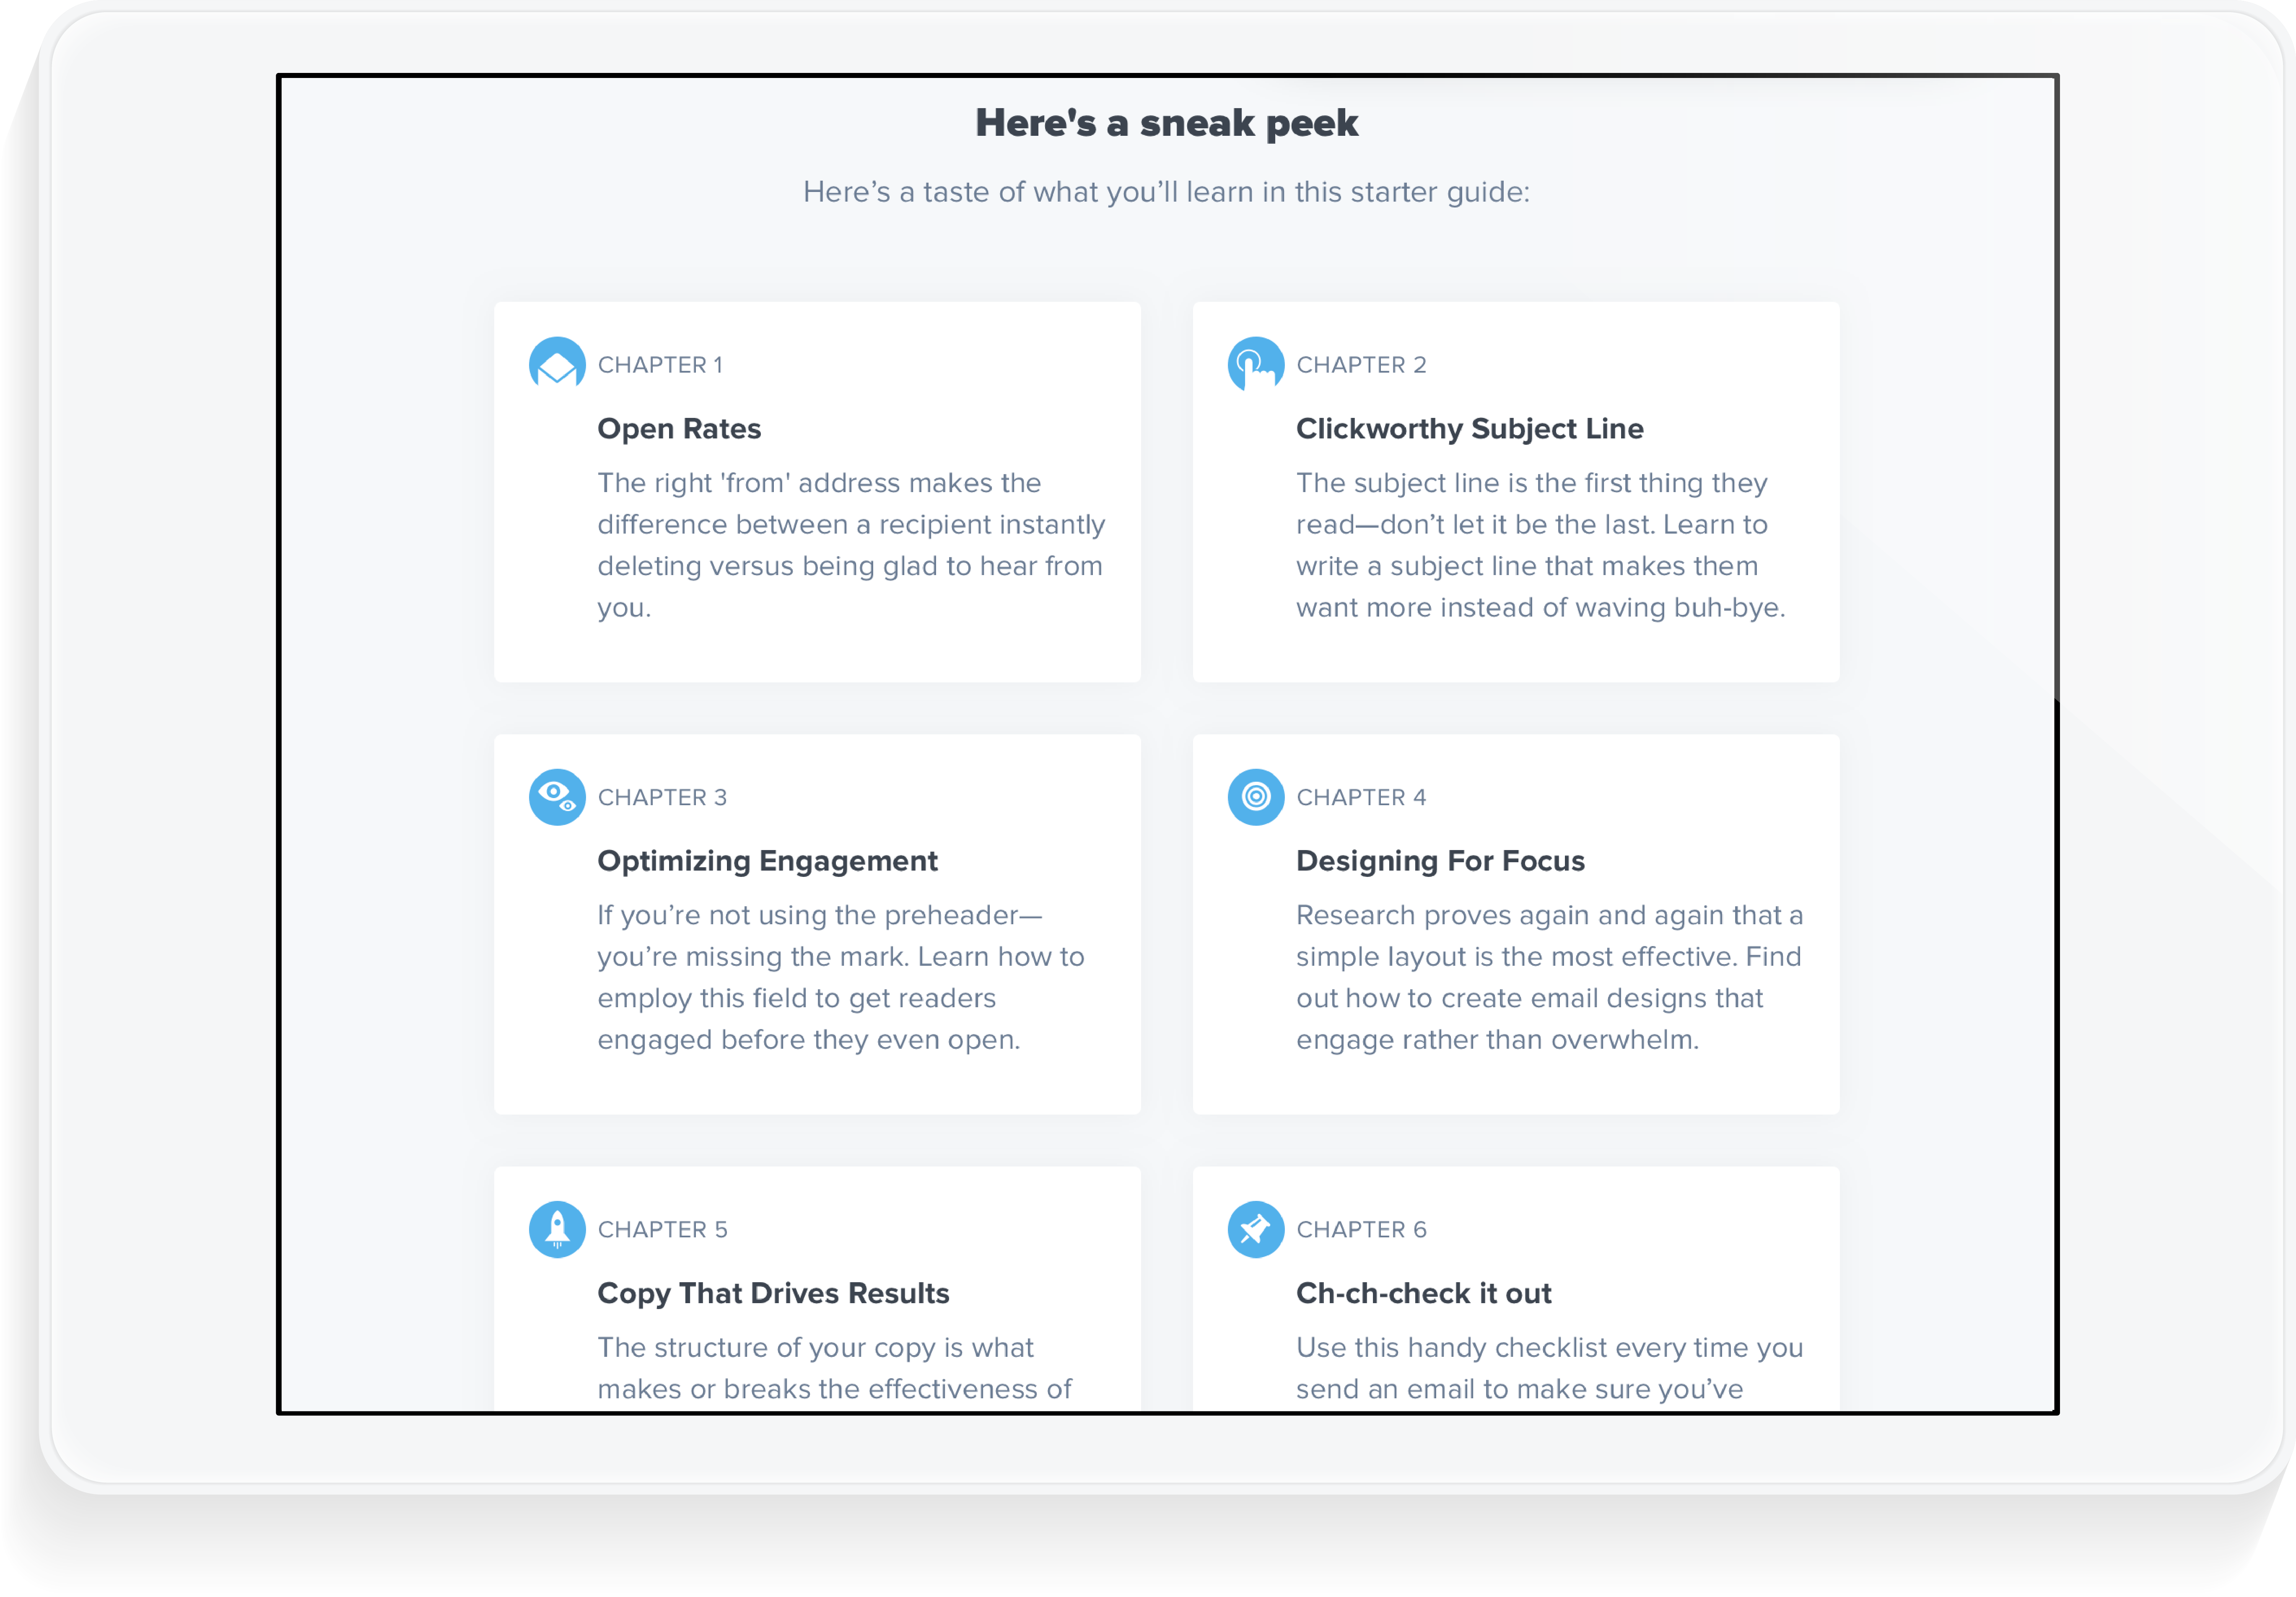 Here's a sneak peek
Here’s a taste of what you’ll learn in this starter guide:
CHAPTER 1
Open Rates
The right 'from' address makes the
difference between a recipient instantly
deleting versus being glad to hear from
you.
CHAPTER 2
Clickworthy Subject Line
The subject line is the first thing they
read—don’t let it be the last. Learn to
write a subject line that makes them
want more instead of waving buh-bye.
CHAPTER 3
Optimizing Engagement
If you’re not using the preheader—
you’re missing the mark. Learn how to
employ this field to get readers
engaged before they even open.
CHAPTER 4
Designing For Focus
Research proves again and again that a
simple layout is the most effective. Find
out how to create email designs that
engage rather than overwhelm.
CHAPTER 5
Copy That Drives Results
The structure of your copy is what
makes or breaks the effectiveness of
CHAPTER 6
Ch-ch-check it out
Use this handy checklist every time you
send an email to make sure you’ve